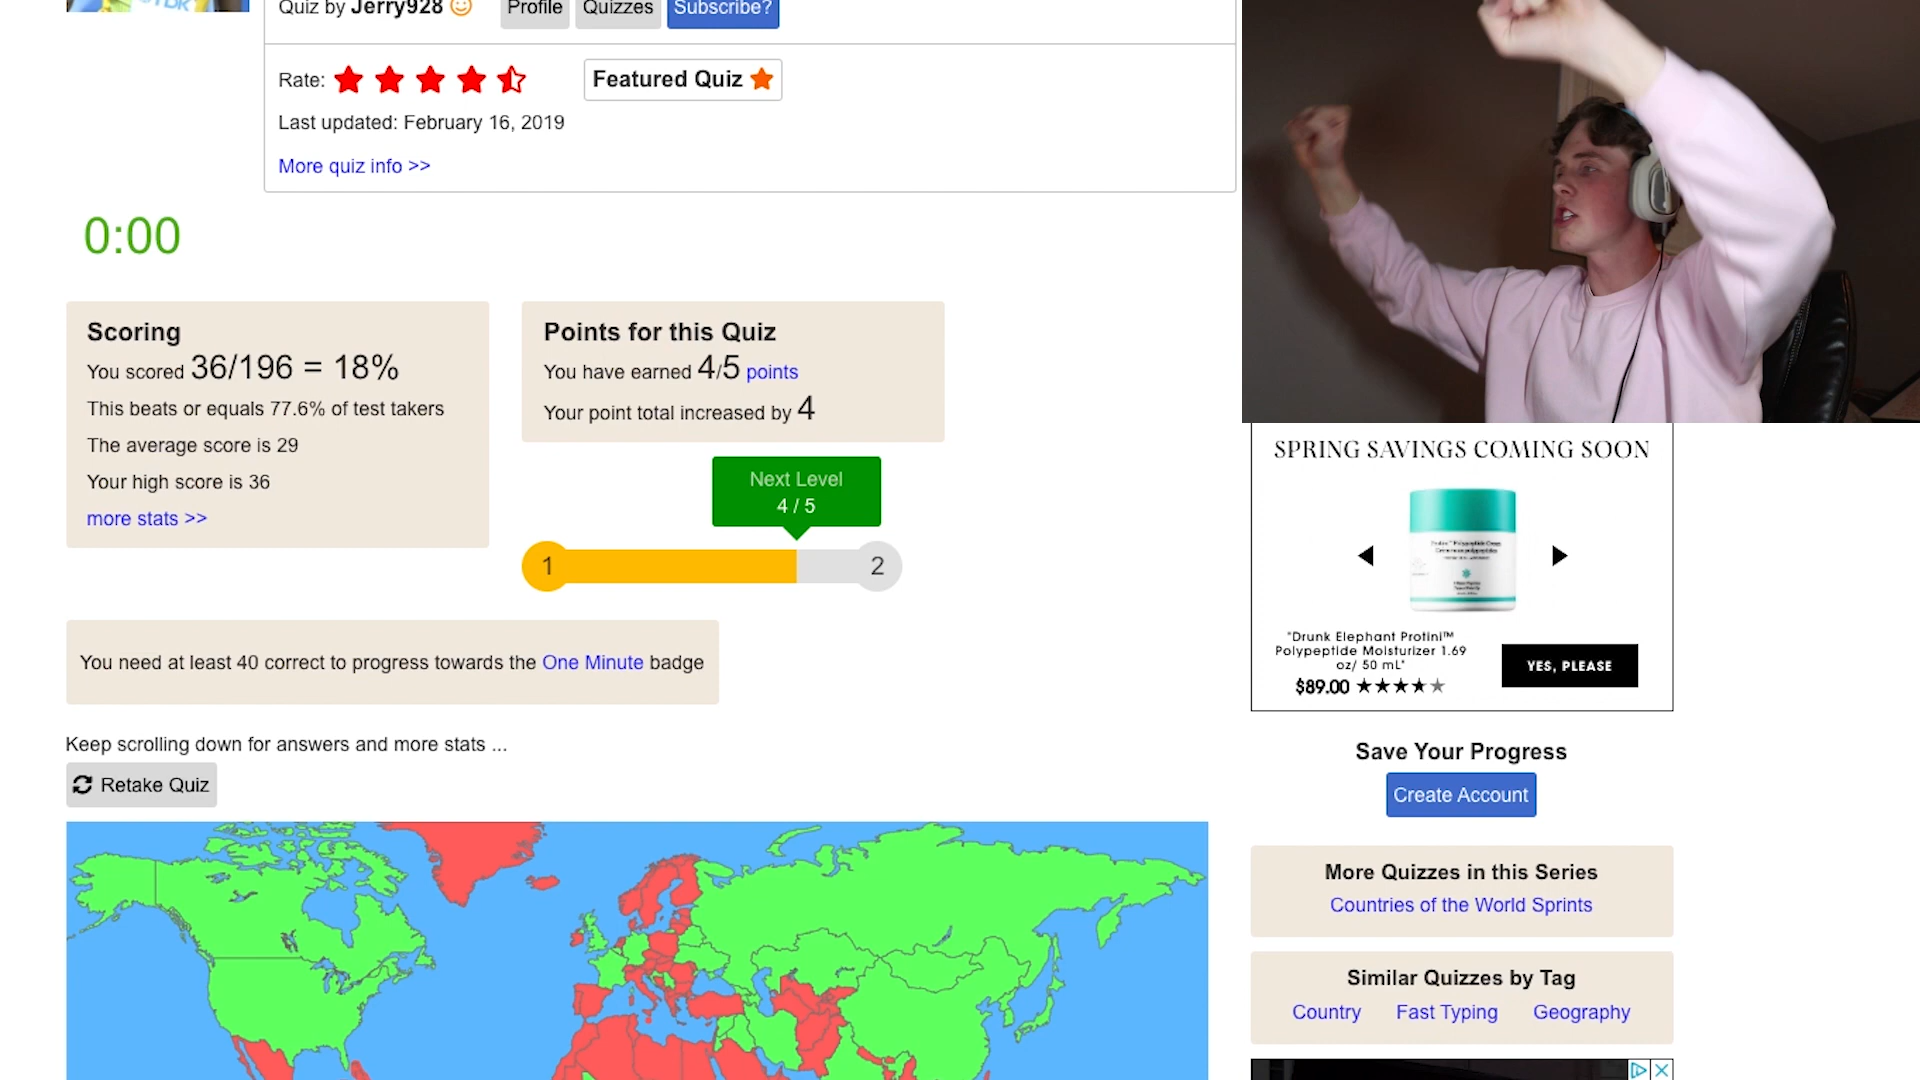 Quiz by Jerry928
Profile
Quizzes
Subscribe?
Rate:
Featured Quiz
Last updated: February 16, 2019
More quiz info >>
0:00
Scoring
You scored 36/196 = 18%
This beats or equals 77.6% of test takers
The average score is 29
Your high score is 36
more stats >>
Points for this Quiz
You have earned 4/5 points
Your point total increased by 4
Next Level
4 / 5
1
2
You need at least 40 correct to progress towards the One Minute badge
Keep scrolling down for answers and more stats ...
Retake Quiz
SPRING SAVINGS COMING SOON
"Drunk Elephant Protini™
Polypeptide Moisturizer 1.69
oz/ 50 mL"
$89.00
YES, PLEASE
Save Your Progress
Create Account
More Quizzes in this Series
Countries of the World Sprints
Similar Quizzes by Tag
Country
Fast Typing
Geography